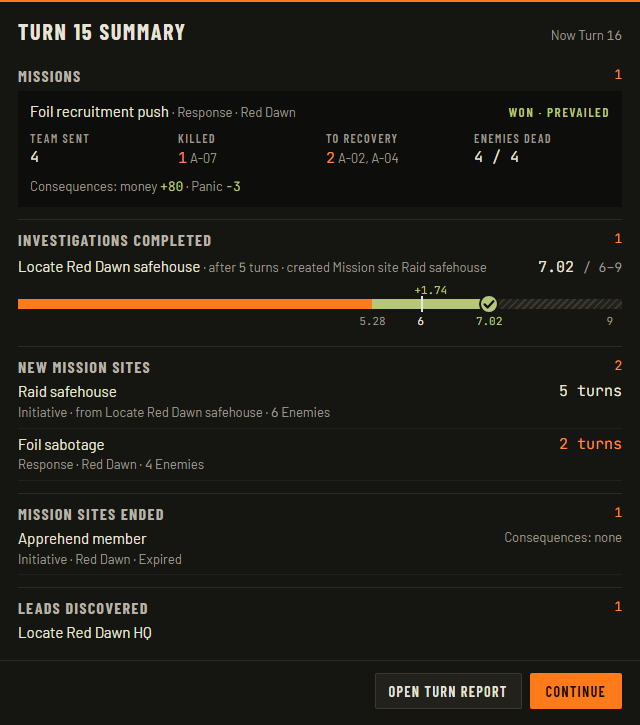 TURN 15 SUMMARY
Now Turn 16
MISSIONS 1
Foil recruitment push · Response · Red Dawn WON · PREVAILED
TEAM SENT KILLED TO RECOVERY ENEMIES DEAD
4 1 A-07 2 A-02, A-04 4 / 4
Consequences: money +80 · Panic -3
INVESTIGATIONS COMPLETED 1
Locate Red Dawn safehouse · after 5 turns · created Mission site Raid safehouse 7.02 / 6–9
+1.74
5.28 6 7.02 9
NEW MISSION SITES 2
Raid safehouse 5 turns
Initiative · from Locate Red Dawn safehouse · 6 Enemies
Foil sabotage 2 turns
Response · Red Dawn · 4 Enemies
MISSION SITES ENDED 1
Apprehend member Consequences: none
Initiative · Red Dawn · Expired
LEADS DISCOVERED 1
Locate Red Dawn HQ
OPEN TURN REPORT CONTINUE